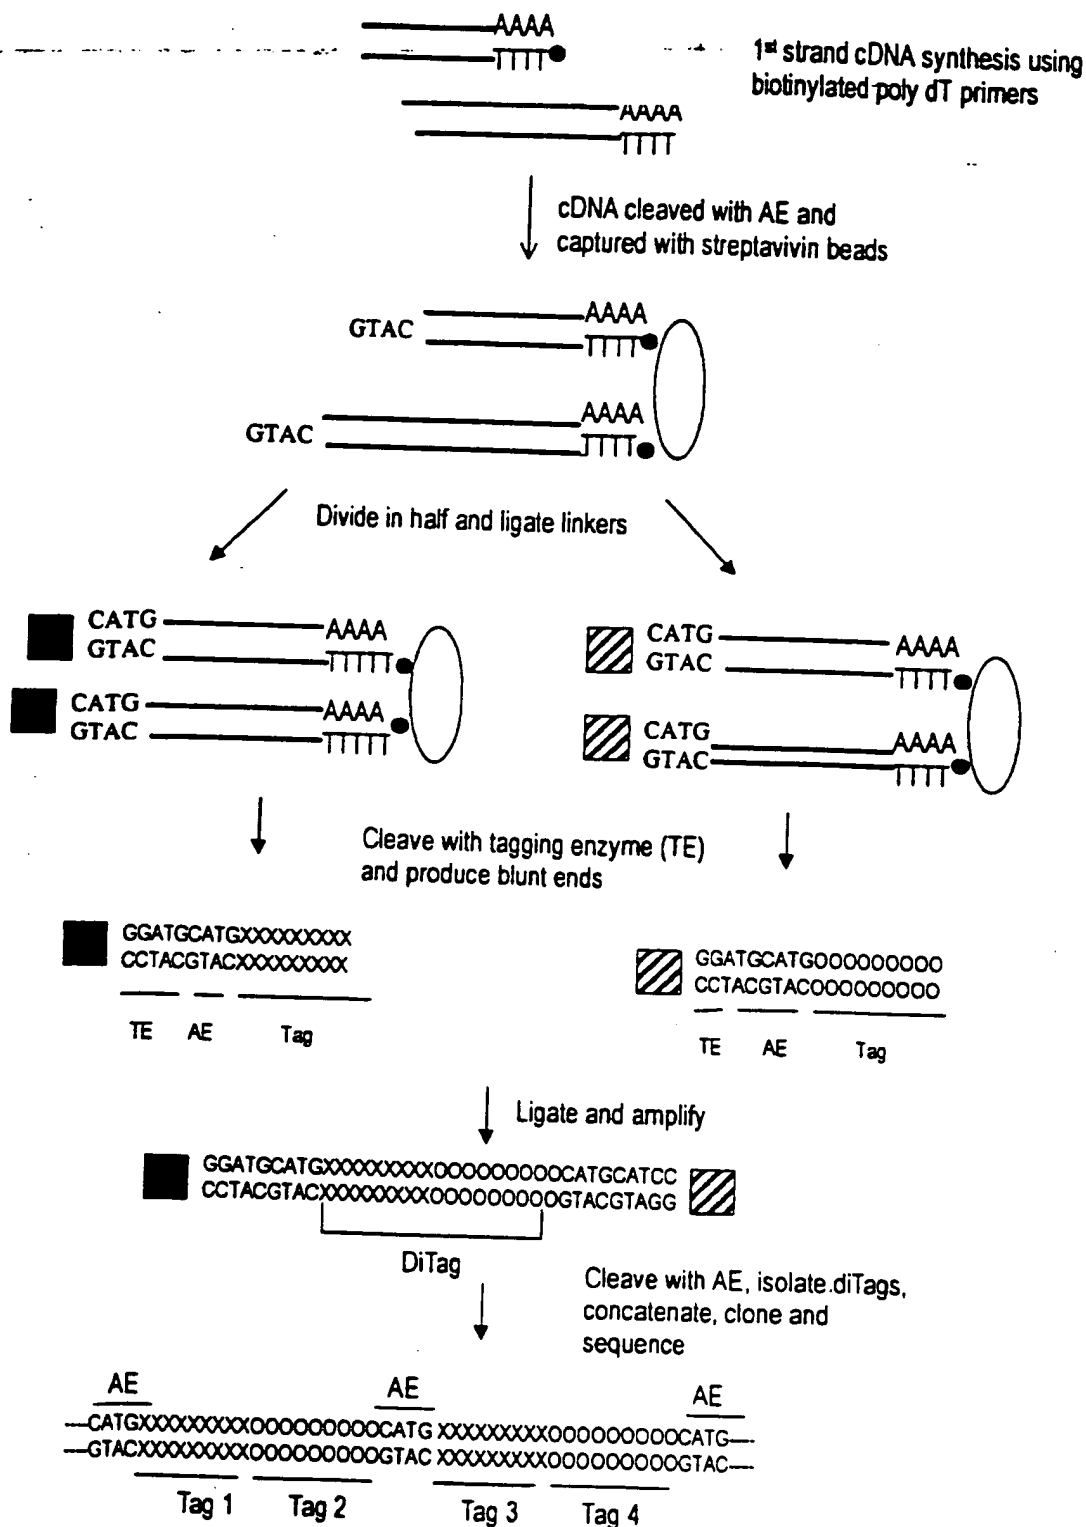 AAAA
TTTT
1st strand cDNA synthesis using
biotinylated poly dT primers
AAAA
TTTT
cDNA cleaved with AE and
captured with streptavivin beads
AAAA
GTAC
TTTT
AAAA
GTAC
TTTT
Divide in half and ligate linkers
CATG
AAAA
GTAC
TTTTT
CATG
AAAA
GTAC
TTTTT
CATG
AAAA
GTAC
TTTT
CATG
AAAA
GTAC
TTTT
Cleave with tagging enzyme (TE)
and produce blunt ends
GGATGCATGXXXXXXXXX
CCTACGTACXXXXXXXXX
TE AE Tag
GGATGCATGOOOOOOOOO
CCTACGTACOOOOOOOOO
TE AE Tag
Ligate and amplify
GGATGCATGXXXXXXXXXOOOOOOOOOCATGCATCC
CCTACGTACXXXXXXXXXOOOOOOOOOGTACGTAGG
DiTag
Cleave with AE, isolate.diTags,
concatenate, clone and
sequence
AE AE AE
CATGXXXXXXXXXOOOOOOOOOCATGXXXXXXXXXOOOOOOOOOCATG
GTACXXXXXXXXXOOOOOOOOOGTACXXXXXXXXXOOOOOOOOOGTAC
Tag 1 Tag 2 Tag 3 Tag 4